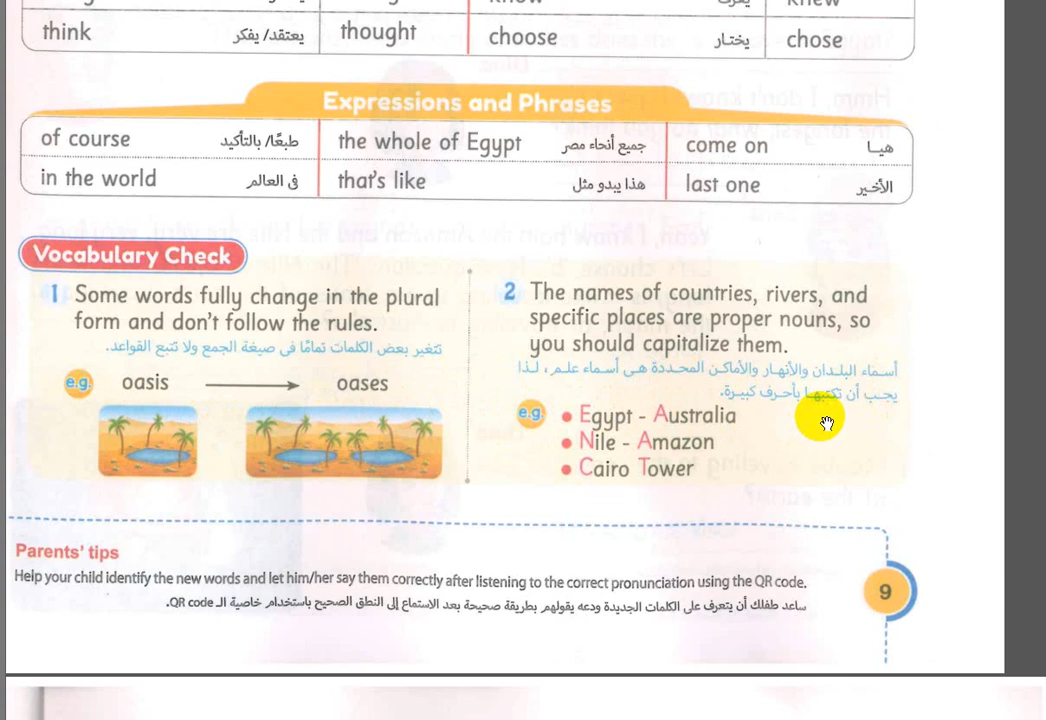 know
knew
think
يعتقد/ يفكر
thought
choose
يختار
chose
Expressions and Phrases
of course
طبعًا/ بالتأكيد
the whole of Egypt
جميع أنحاء مصر
come on
هيا
in the world
فى العالم
that's like
هذا يبدو مثل
last one
الأخير
Vocabulary Check
1 Some words fully change in the plural
form and don't follow the rules.
تتغير بعض الكلمات تمامًا فى صيغة الجمع ولا تتبع القواعد.
e.g. oasis → oases
2 The names of countries, rivers, and
specific places are proper nouns, so
you should capitalize them.
أسماء البلدان والأنهار والأماكن المحددة هى أسماء علم، لذا
يجب أن تكتبها بأحرف كبيرة.
e.g. • Egypt - Australia
• Nile - Amazon
• Cairo Tower
Parents' tips
Help your child identify the new words and let him/her say them correctly after listening to the correct pronunciation using the QR code.
ساعد طفلك أن يتعرف على الكلمات الجديدة ودعه يقولهم بطريقة صحيحة بعد الاستماع إلى النطق الصحيح باستخدام خاصية الـ QR code.
9